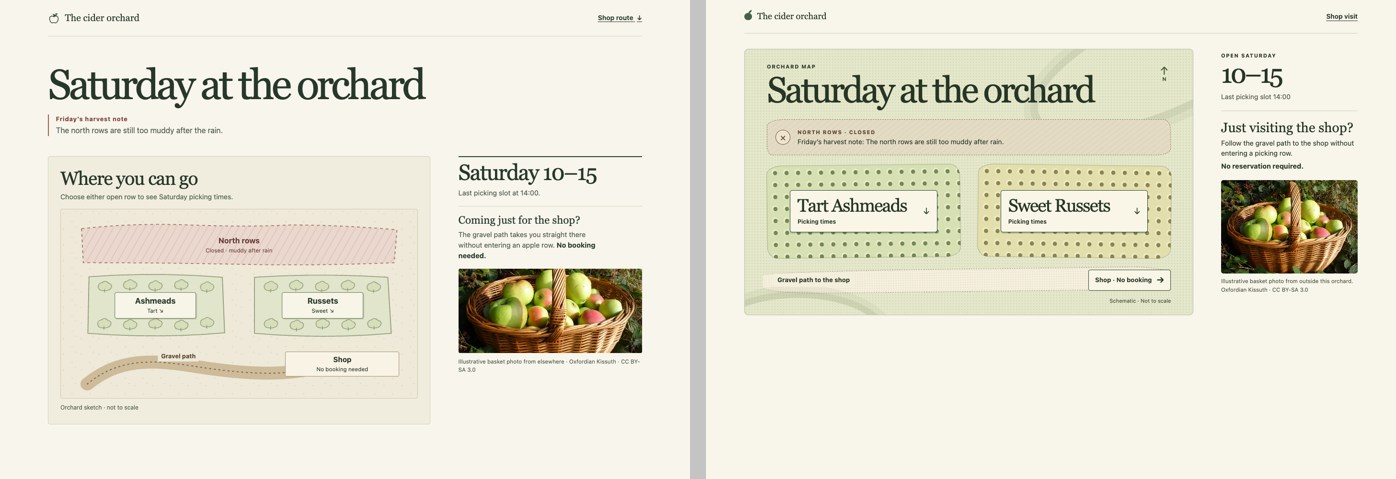 The cider orchard
Shop route ↓
Saturday at the orchard
Friday's harvest note
The north rows are still too muddy after the rain.
Where you can go
Choose either open row to see Saturday picking times.
North rows
Closed · muddy after rain
Ashmeads
Tart ↘
Russets
Sweet ↘
Gravel path
Shop
No booking needed
Orchard sketch · not to scale
Saturday 10–15
Last picking slot at 14:00.
Coming just for the shop?
The gravel path takes you straight there
without entering an apple row. No booking
needed.
Illustrative basket photo from elsewhere · Oxfordian Kissuth · CC BY-
SA 3.0
The cider orchard
Shop visit
ORCHARD MAP
Saturday at the orchard
N
NORTH ROWS · CLOSED
Friday's harvest note: The north rows are still too muddy after the rain.
Tart Ashmeads ↓
Picking times
Sweet Russets ↓
Picking times
Gravel path to the shop
Shop · No booking →
Schematic · Not to scale
OPEN SATURDAY
10–15
Last picking slot 14:00
Just visiting the shop?
Follow the gravel path to the shop without
entering a picking row.
No reservation required.
Illustrative basket photo from outside this orchard.
Oxfordian Kissuth · CC BY-SA 3.0